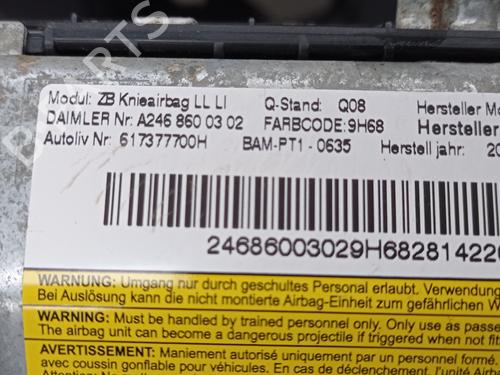 Modul: ZB Knieairbag LL LI Q-Stand: Q08 Hersteller
DAIMLER Nr: A246 860 03 02 FARBCODE:9H68 Hersteller
Autoliv Nr: 617377700H BAM-PT1 - 0635 Herstell jahr:
24686003029H682814220
WARNUNG: Umgang nur durch geschultes Personal erlaubt. Verwendung
Bei Auslösung kann die nicht montierte Airbag-Einheit zu einem gefährlichen
WARNING: Must be handled by trained personnel only. Only use as
The airbag unit can become a dangerous projectile if triggered when not
AVERTISSEMENT: Maniement autorisé uniquement par un personnel formé,
avec coussin gonflable pour véhicules. En cas de déclenchement, l'unité